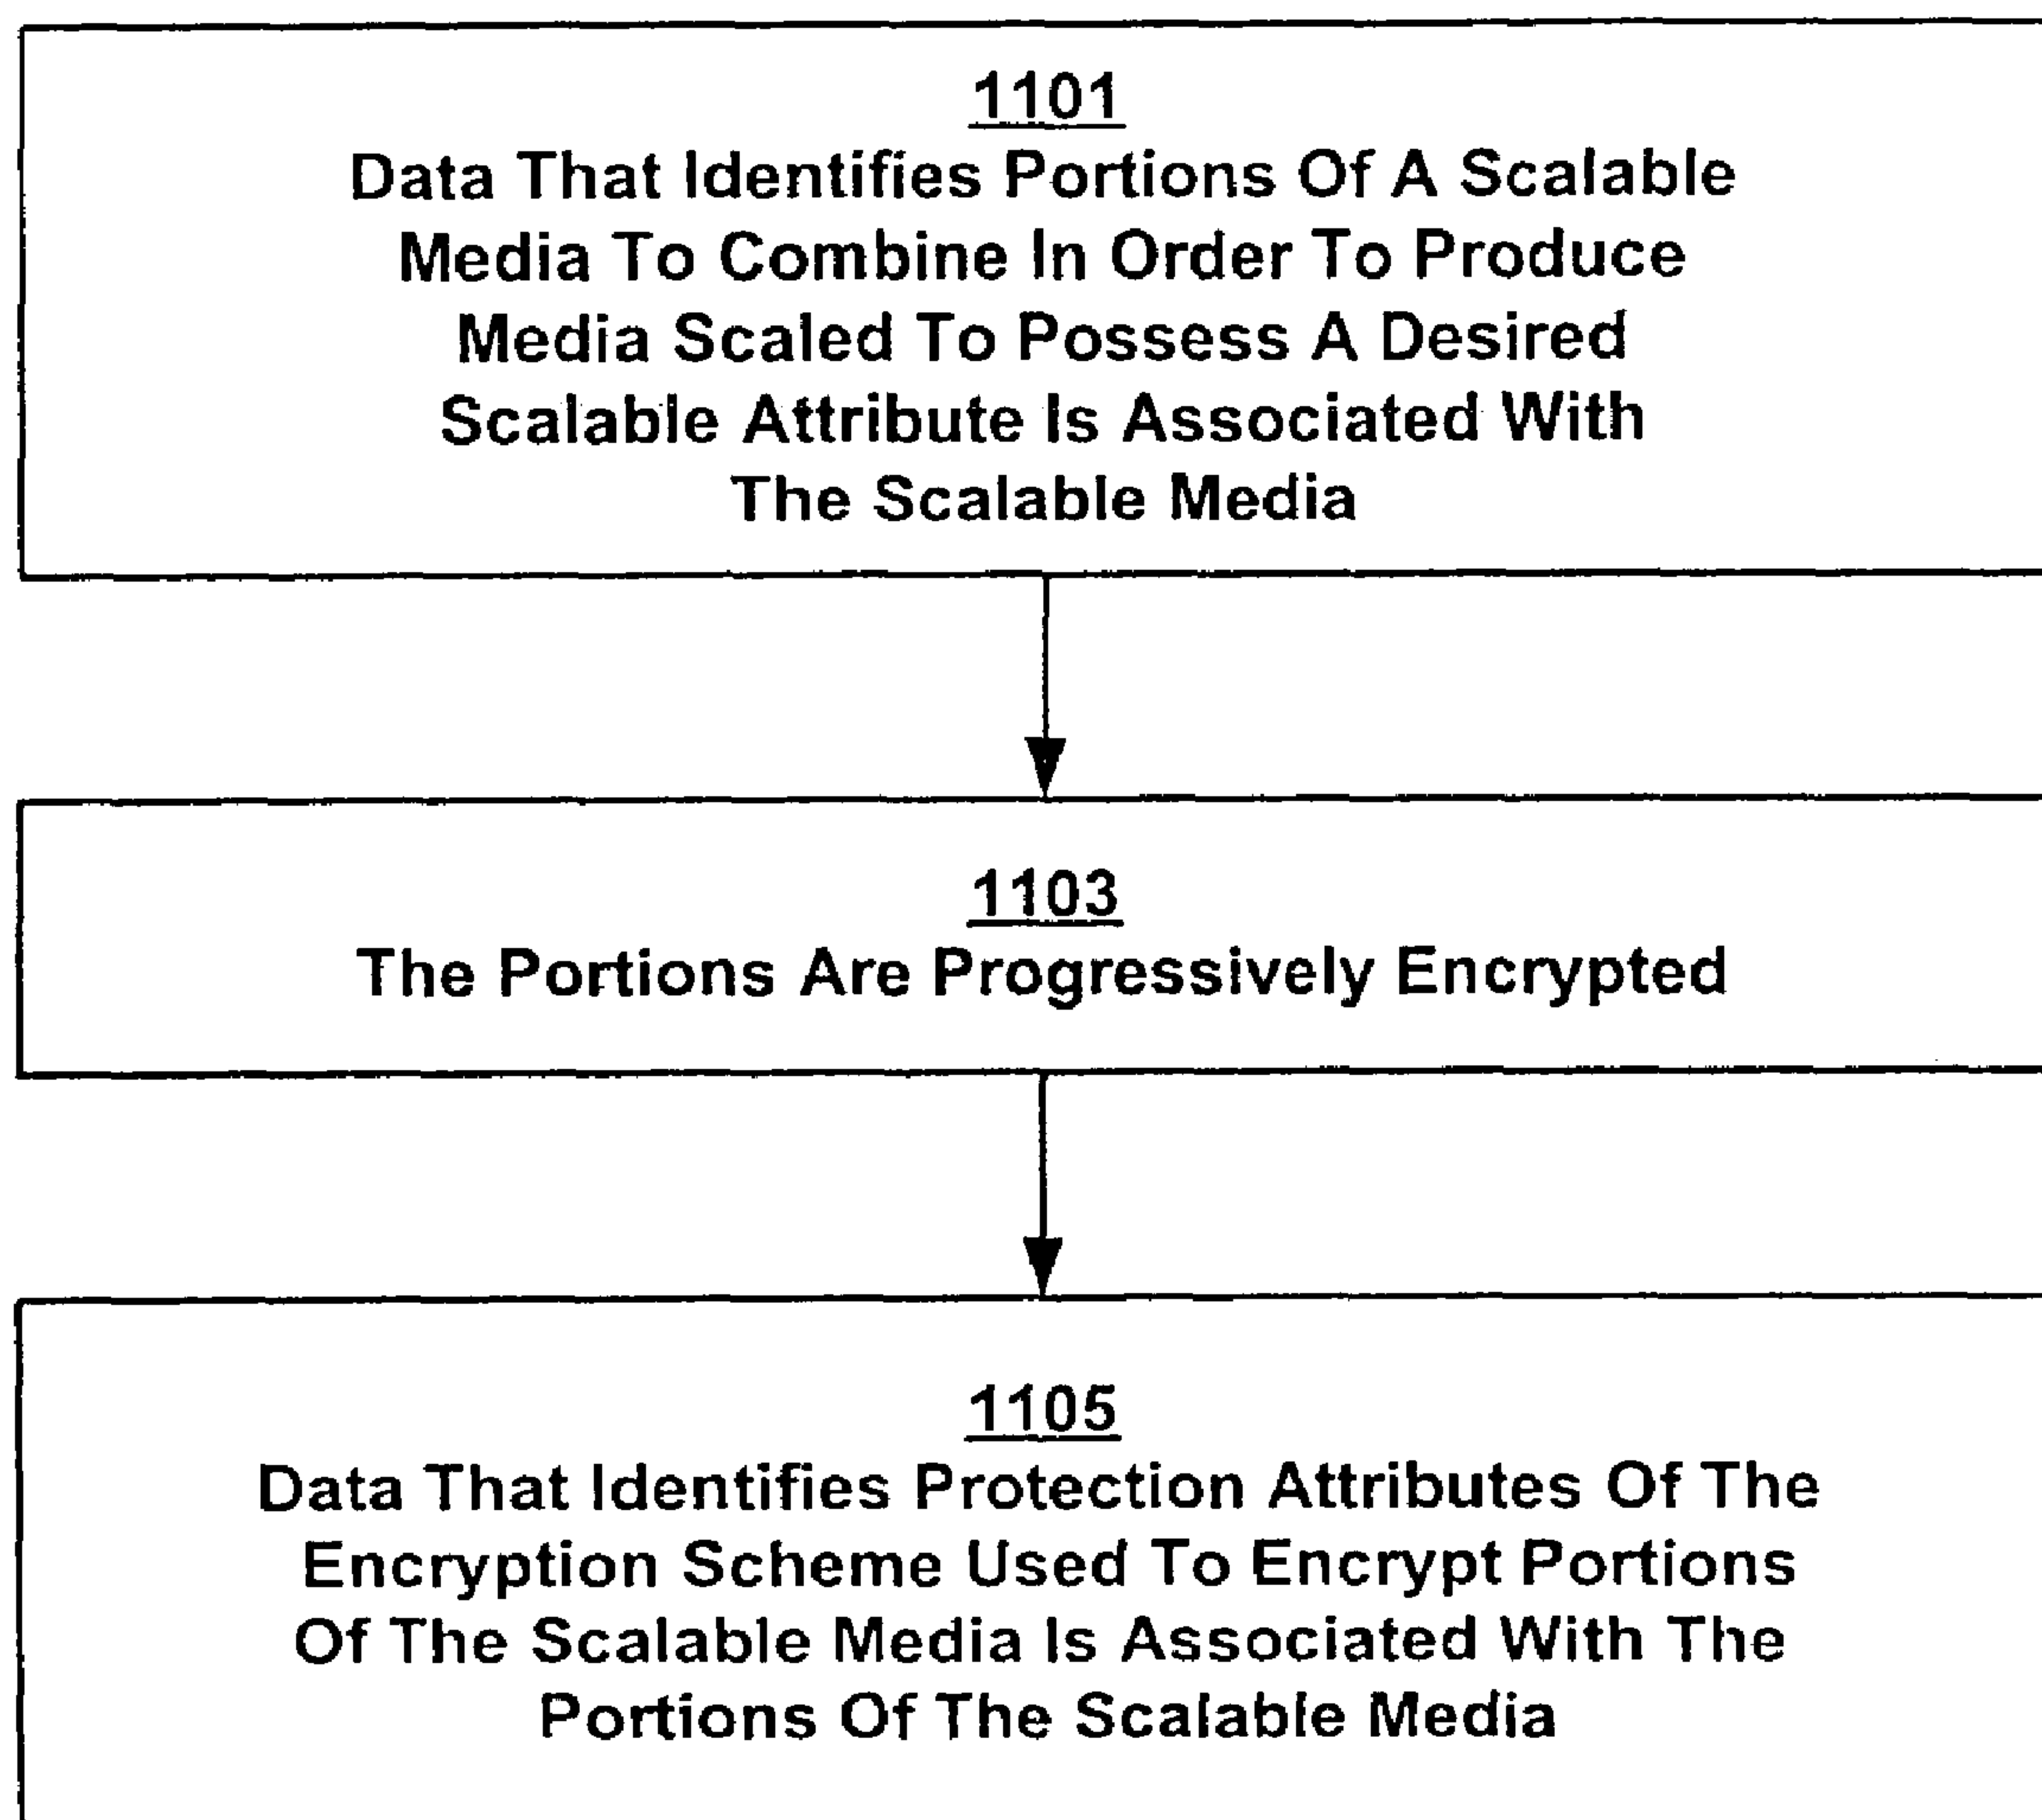 1101
Data That Identifies Portions Of A Scalable
Media To Combine In Order To Produce
Media Scaled To Possess A Desired
Scalable Attribute Is Associated With
The Scalable Media
1103
The Portions Are Progressively Encrypted
1105
Data That Identifies Protection Attributes Of The
Encryption Scheme Used To Encrypt Portions
Of The Scalable Media Is Associated With The
Portions Of The Scalable Media